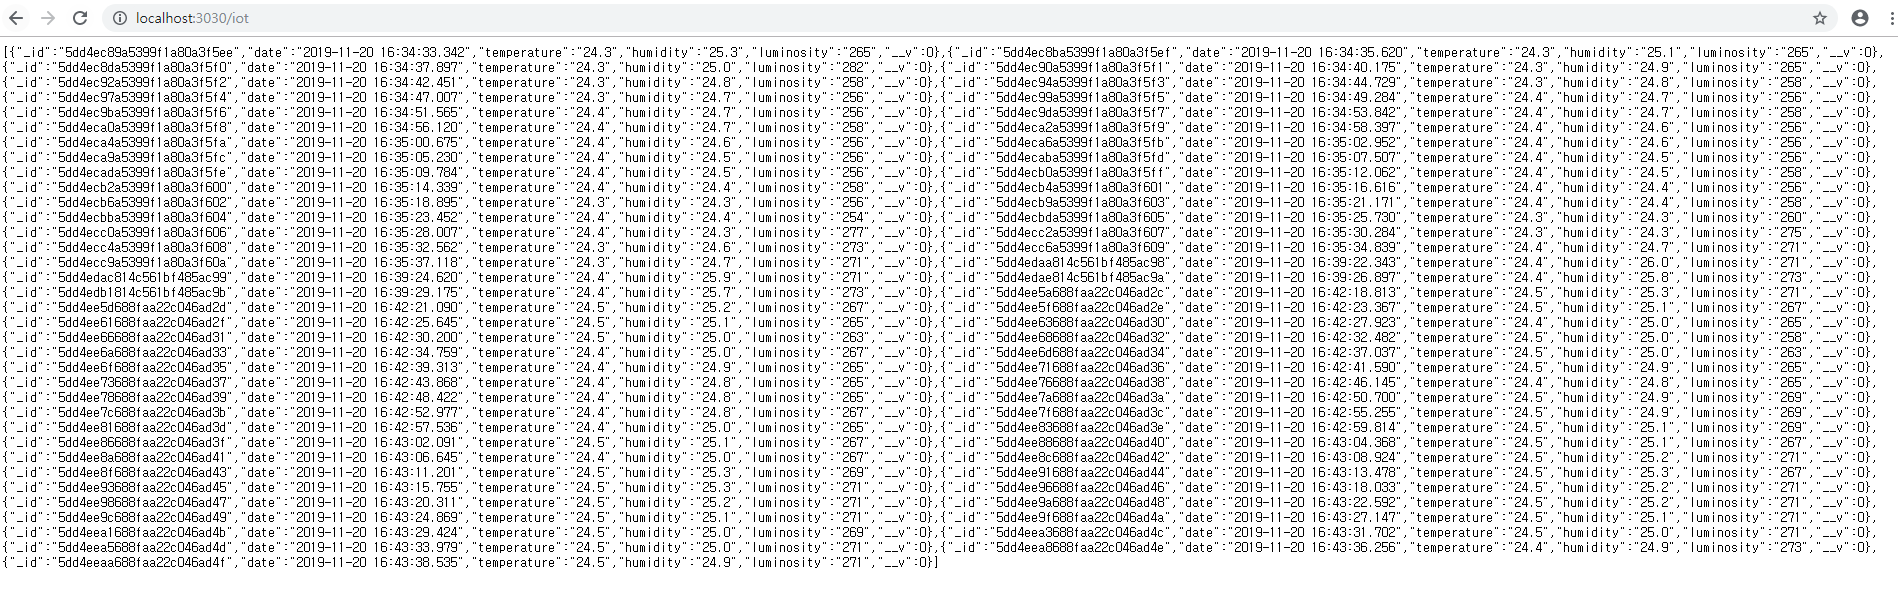 localhost:3030/iot
[{"_id":"5dd4ec89a5399f1a80a3f5ee","date":"2019-11-20 16:34:33.342","temperature":"24.3","humidity":"25.3","luminosity":"265","__v":0},{"_id":"5dd4ec8ba5399f1a80a3f5ef","date":"2019-11-20 16:34:35.620","temperature":"24.3","humidity":"25.1","luminosity":"265","__v":0},
{"_id":"5dd4ec8da5399f1a80a3f5f0","date":"2019-11-20 16:34:37.897","temperature":"24.3","humidity":"25.0","luminosity":"282","__v":0},{"_id":"5dd4ec90a5399f1a80a3f5f1","date":"2019-11-20 16:34:40.175","temperature":"24.3","humidity":"24.9","luminosity":"265","__v":0},
{"_id":"5dd4ec92a5399f1a80a3f5f2","date":"2019-11-20 16:34:42.451","temperature":"24.3","humidity":"24.8","luminosity":"258","__v":0},{"_id":"5dd4ec94a5399f1a80a3f5f3","date":"2019-11-20 16:34:44.729","temperature":"24.3","humidity":"24.8","luminosity":"258","__v":0},
{"_id":"5dd4ec97a5399f1a80a3f5f4","date":"2019-11-20 16:34:47.007","temperature":"24.3","humidity":"24.7","luminosity":"256","__v":0},{"_id":"5dd4ec99a5399f1a80a3f5f5","date":"2019-11-20 16:34:49.284","temperature":"24.4","humidity":"24.7","luminosity":"256","__v":0},
{"_id":"5dd4ec9ba5399f1a80a3f5f6","date":"2019-11-20 16:34:51.565","temperature":"24.4","humidity":"24.7","luminosity":"256","__v":0},{"_id":"5dd4ec9da5399f1a80a3f5f7","date":"2019-11-20 16:34:53.842","temperature":"24.4","humidity":"24.7","luminosity":"258","__v":0},
{"_id":"5dd4eca0a5399f1a80a3f5f8","date":"2019-11-20 16:34:56.120","temperature":"24.4","humidity":"24.7","luminosity":"258","__v":0},{"_id":"5dd4eca2a5399f1a80a3f5f9","date":"2019-11-20 16:34:58.397","temperature":"24.4","humidity":"24.6","luminosity":"256","__v":0},
{"_id":"5dd4eca4a5399f1a80a3f5fa","date":"2019-11-20 16:35:00.675","temperature":"24.4","humidity":"24.6","luminosity":"256","__v":0},{"_id":"5dd4eca6a5399f1a80a3f5fb","date":"2019-11-20 16:35:02.952","temperature":"24.4","humidity":"24.6","luminosity":"256","__v":0},
{"_id":"5dd4eca9a5399f1a80a3f5fc","date":"2019-11-20 16:35:05.230","temperature":"24.4","humidity":"24.5","luminosity":"256","__v":0},{"_id":"5dd4ecaba5399f1a80a3f5fd","date":"2019-11-20 16:35:07.507","temperature":"24.4","humidity":"24.5","luminosity":"256","__v":0},
{"_id":"5dd4ecada5399f1a80a3f5fe","date":"2019-11-20 16:35:09.784","temperature":"24.4","humidity":"24.5","luminosity":"256","__v":0},{"_id":"5dd4ecb0a5399f1a80a3f5ff","date":"2019-11-20 16:35:12.062","temperature":"24.4","humidity":"24.5","luminosity":"258","__v":0},
{"_id":"5dd4ecb2a5399f1a80a3f600","date":"2019-11-20 16:35:14.339","temperature":"24.4","humidity":"24.4","luminosity":"258","__v":0},{"_id":"5dd4ecb4a5399f1a80a3f601","date":"2019-11-20 16:35:16.616","temperature":"24.4","humidity":"24.4","luminosity":"256","__v":0},
{"_id":"5dd4ecb6a5399f1a80a3f602","date":"2019-11-20 16:35:18.895","temperature":"24.3","humidity":"24.3","luminosity":"256","__v":0},{"_id":"5dd4ecb9a5399f1a80a3f603","date":"2019-11-20 16:35:21.171","temperature":"24.4","humidity":"24.4","luminosity":"258","__v":0},
{"_id":"5dd4ecbba5399f1a80a3f604","date":"2019-11-20 16:35:23.452","temperature":"24.4","humidity":"24.4","luminosity":"254","__v":0},{"_id":"5dd4ecbda5399f1a80a3f605","date":"2019-11-20 16:35:25.730","temperature":"24.4","humidity":"24.3","luminosity":"260","__v":0},
{"_id":"5dd4ecc0a5399f1a80a3f606","date":"2019-11-20 16:35:28.007","temperature":"24.4","humidity":"24.3","luminosity":"277","__v":0},{"_id":"5dd4ecc2a5399f1a80a3f607","date":"2019-11-20 16:35:30.284","temperature":"24.3","humidity":"24.3","luminosity":"275","__v":0},
{"_id":"5dd4ecc4a5399f1a80a3f608","date":"2019-11-20 16:35:32.562","temperature":"24.3","humidity":"24.6","luminosity":"273","__v":0},{"_id":"5dd4ecc6a5399f1a80a3f609","date":"2019-11-20 16:35:34.839","temperature":"24.4","humidity":"24.7","luminosity":"271","__v":0},
{"_id":"5dd4ecc9a5399f1a80a3f60a","date":"2019-11-20 16:35:37.118","temperature":"24.3","humidity":"24.7","luminosity":"271","__v":0},{"_id":"5dd4edaa814c561bf485ac98","date":"2019-11-20 16:39:22.343","temperature":"24.4","humidity":"26.0","luminosity":"271","__v":0},
{"_id":"5dd4edac814c561bf485ac99","date":"2019-11-20 16:39:24.620","temperature":"24.4","humidity":"25.9","luminosity":"271","__v":0},{"_id":"5dd4edae814c561bf485ac9a","date":"2019-11-20 16:39:26.897","temperature":"24.4","humidity":"25.8","luminosity":"273","__v":0},
{"_id":"5dd4edb1814c561bf485ac9b","date":"2019-11-20 16:39:29.175","temperature":"24.4","humidity":"25.7","luminosity":"273","__v":0},{"_id":"5dd4ee5a688faa22c046ad2c","date":"2019-11-20 16:42:18.813","temperature":"24.5","humidity":"25.3","luminosity":"271","__v":0},
{"_id":"5dd4ee5d688faa22c046ad2d","date":"2019-11-20 16:42:21.090","temperature":"24.5","humidity":"25.2","luminosity":"267","__v":0},{"_id":"5dd4ee5f688faa22c046ad2e","date":"2019-11-20 16:42:23.367","temperature":"24.5","humidity":"25.1","luminosity":"267","__v":0},
{"_id":"5dd4ee61688faa22c046ad2f","date":"2019-11-20 16:42:25.645","temperature":"24.5","humidity":"25.1","luminosity":"265","__v":0},{"_id":"5dd4ee63688faa22c046ad30","date":"2019-11-20 16:42:27.923","temperature":"24.4","humidity":"25.0","luminosity":"265","__v":0},
{"_id":"5dd4ee66688faa22c046ad31","date":"2019-11-20 16:42:30.200","temperature":"24.5","humidity":"25.0","luminosity":"263","__v":0},{"_id":"5dd4ee68688faa22c046ad32","date":"2019-11-20 16:42:32.482","temperature":"24.5","humidity":"25.0","luminosity":"258","__v":0},
{"_id":"5dd4ee6a688faa22c046ad33","date":"2019-11-20 16:42:34.759","temperature":"24.4","humidity":"25.0","luminosity":"267","__v":0},{"_id":"5dd4ee6d688faa22c046ad34","date":"2019-11-20 16:42:37.037","temperature":"24.5","humidity":"25.0","luminosity":"263","__v":0},
{"_id":"5dd4ee6f688faa22c046ad35","date":"2019-11-20 16:42:39.313","temperature":"24.4","humidity":"24.9","luminosity":"265","__v":0},{"_id":"5dd4ee71688faa22c046ad36","date":"2019-11-20 16:42:41.590","temperature":"24.5","humidity":"24.9","luminosity":"265","__v":0},
{"_id":"5dd4ee73688faa22c046ad37","date":"2019-11-20 16:42:43.868","temperature":"24.4","humidity":"24.8","luminosity":"265","__v":0},{"_id":"5dd4ee76688faa22c046ad38","date":"2019-11-20 16:42:46.145","temperature":"24.4","humidity":"24.8","luminosity":"265","__v":0},
{"_id":"5dd4ee78688faa22c046ad39","date":"2019-11-20 16:42:48.422","temperature":"24.4","humidity":"24.8","luminosity":"265","__v":0},{"_id":"5dd4ee7a688faa22c046ad3a","date":"2019-11-20 16:42:50.700","temperature":"24.5","humidity":"24.9","luminosity":"269","__v":0},
{"_id":"5dd4ee7c688faa22c046ad3b","date":"2019-11-20 16:42:52.977","temperature":"24.4","humidity":"24.9","luminosity":"267","__v":0},{"_id":"5dd4ee7f688faa22c046ad3c","date":"2019-11-20 16:42:55.255","temperature":"24.5","humidity":"24.9","luminosity":"269","__v":0},
{"_id":"5dd4ee81688faa22c046ad3d","date":"2019-11-20 16:42:57.536","temperature":"24.4","humidity":"25.0","luminosity":"265","__v":0},{"_id":"5dd4ee83688faa22c046ad3e","date":"2019-11-20 16:42:59.814","temperature":"24.5","humidity":"25.1","luminosity":"269","__v":0},
{"_id":"5dd4ee86688faa22c046ad3f","date":"2019-11-20 16:43:02.091","temperature":"24.5","humidity":"25.1","luminosity":"267","__v":0},{"_id":"5dd4ee88688faa22c046ad40","date":"2019-11-20 16:43:04.368","temperature":"24.5","humidity":"25.1","luminosity":"267","__v":0},
{"_id":"5dd4ee8a688faa22c046ad41","date":"2019-11-20 16:43:06.645","temperature":"24.5","humidity":"25.0","luminosity":"267","__v":0},{"_id":"5dd4ee8c688faa22c046ad42","date":"2019-11-20 16:43:08.924","temperature":"24.5","humidity":"25.2","luminosity":"271","__v":0},
{"_id":"5dd4ee8f688faa22c046ad43","date":"2019-11-20 16:43:11.201","temperature":"24.5","humidity":"25.3","luminosity":"269","__v":0},{"_id":"5dd4ee91688faa22c046ad44","date":"2019-11-20 16:43:13.478","temperature":"24.5","humidity":"25.3","luminosity":"267","__v":0},
{"_id":"5dd4ee93688faa22c046ad45","date":"2019-11-20 16:43:15.755","temperature":"24.5","humidity":"25.3","luminosity":"271","__v":0},{"_id":"5dd4ee96688faa22c046ad46","date":"2019-11-20 16:43:18.033","temperature":"24.5","humidity":"25.2","luminosity":"271","__v":0},
{"_id":"5dd4ee98688faa22c046ad47","date":"2019-11-20 16:43:20.311","temperature":"24.5","humidity":"25.2","luminosity":"271","__v":0},{"_id":"5dd4ee9a688faa22c046ad48","date":"2019-11-20 16:43:22.592","temperature":"24.5","humidity":"25.2","luminosity":"271","__v":0},
{"_id":"5dd4ee9c688faa22c046ad49","date":"2019-11-20 16:43:24.869","temperature":"24.5","humidity":"25.1","luminosity":"271","__v":0},{"_id":"5dd4ee9f688faa22c046ad4a","date":"2019-11-20 16:43:27.147","temperature":"24.5","humidity":"25.1","luminosity":"271","__v":0},
{"_id":"5dd4eea1688faa22c046ad4b","date":"2019-11-20 16:43:29.424","temperature":"24.5","humidity":"25.0","luminosity":"269","__v":0},{"_id":"5dd4eea3688faa22c046ad4c","date":"2019-11-20 16:43:31.702","temperature":"24.5","humidity":"25.0","luminosity":"271","__v":0},
{"_id":"5dd4eea5688faa22c046ad4d","date":"2019-11-20 16:43:33.979","temperature":"24.5","humidity":"25.0","luminosity":"271","__v":0},{"_id":"5dd4eea8688faa22c046ad4e","date":"2019-11-20 16:43:36.256","temperature":"24.4","humidity":"24.9","luminosity":"273","__v":0},
{"_id":"5dd4eeaa688faa22c046ad4f","date":"2019-11-20 16:43:38.535","temperature":"24.5","humidity":"24.9","luminosity":"271","__v":0}]